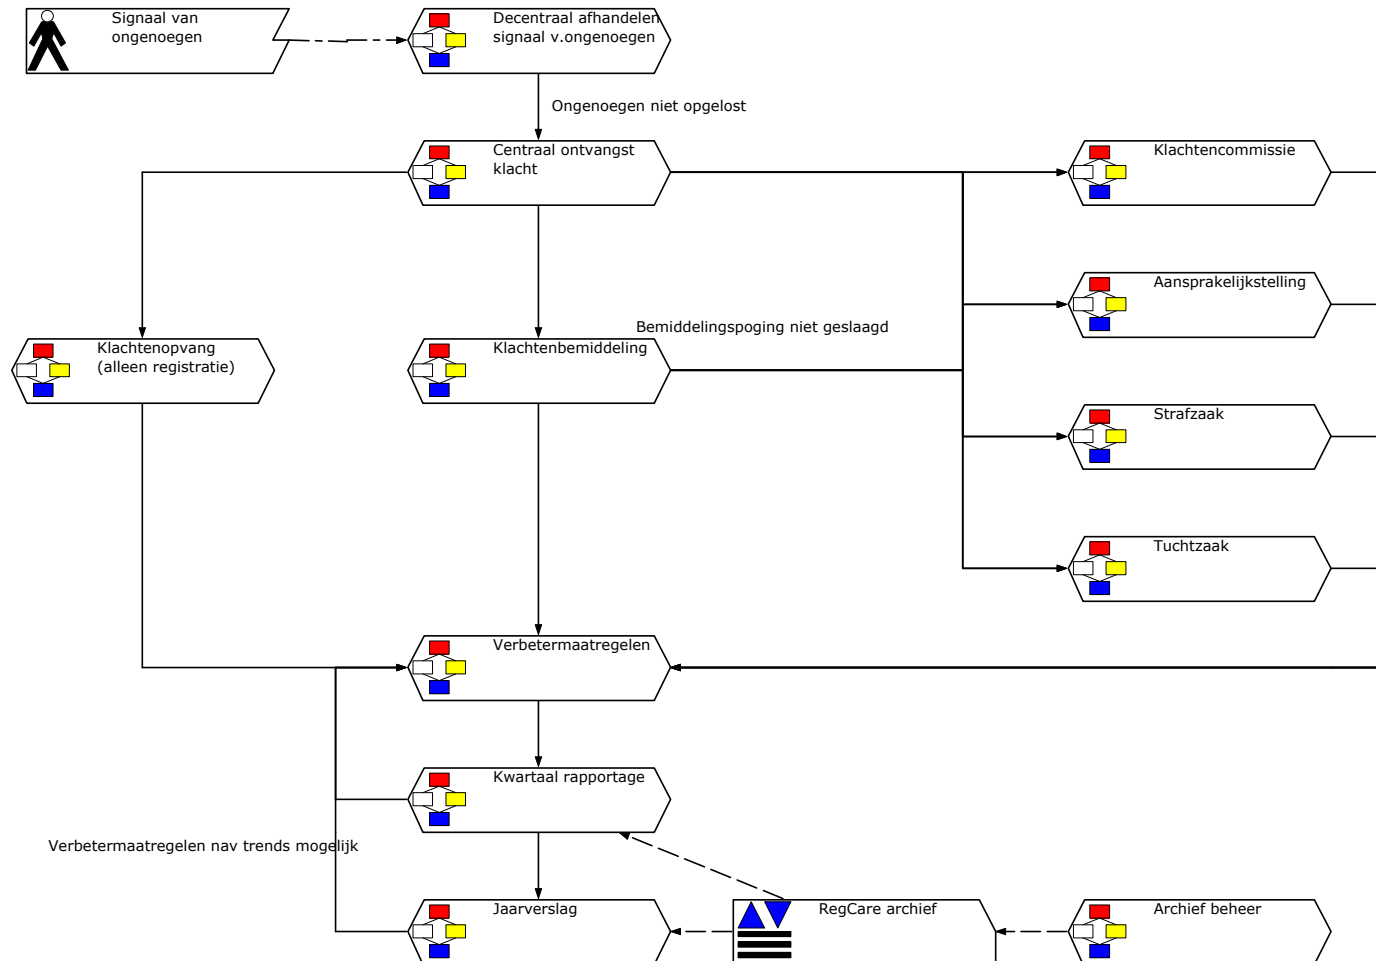 Signaal van
ongenoegen
Decentraal afhandelen
signaal v.ongenoegen
Ongenoegen niet opgelost
Centraal ontvangst
klacht
Klachtencommissie
Aansprakelijkstelling
Bemiddelingspoging niet geslaagd
Klachtenopvang
(alleen registratie)
Klachtenbemiddeling
Strafzaak
Tuchtzaak
Verbetermaatregelen
Kwartaal rapportage
Verbetermaatregelen nav trends mogelijk
Jaarverslag
RegCare archief
Archief beheer